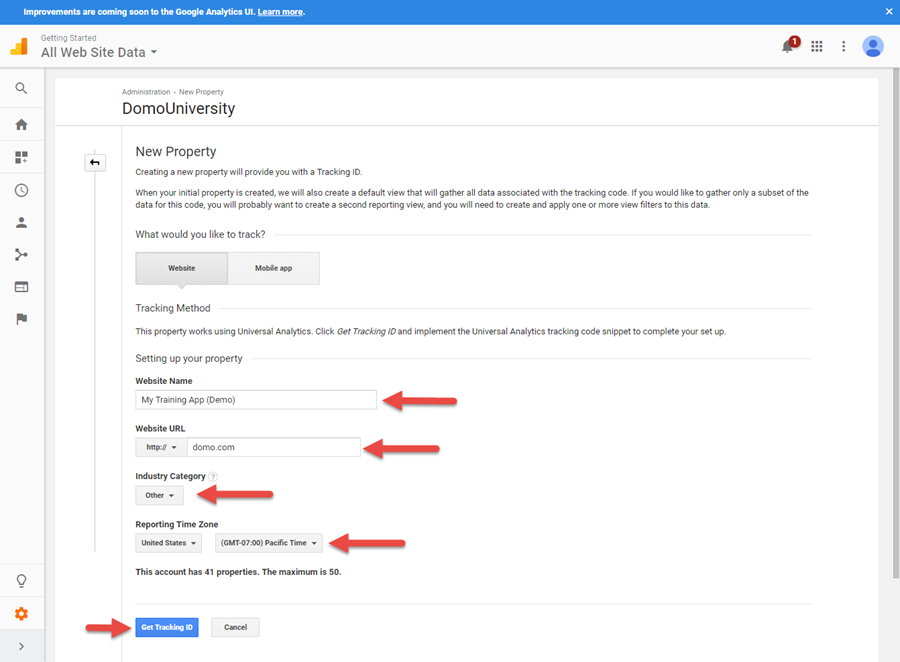 Improvements are coming soon to the Google Analytics UI. Learn more.
Getting Started
All Web Site Data
1
Administration › New Property
DomoUniversity
New Property
Creating a new property will provide you with a Tracking ID.
When your initial property is created, we will also create a default view that will gather all data associated with the tracking code. If you would like to gather only a subset of the
data for this code, you will probably want to create a second reporting view, and you will need to create and apply one or more view filters to this data.
What would you like to track?
Website Mobile app
Tracking Method
This property works using Universal Analytics. Click Get Tracking ID and implement the Universal Analytics tracking code snippet to complete your set up.
Setting up your property
Website Name
My Training App (Demo)
Website URL
http:// domo.com
Industry Category ?
Other
Reporting Time Zone
United States (GMT-07:00) Pacific Time
This account has 41 properties. The maximum is 50.
Get Tracking ID Cancel